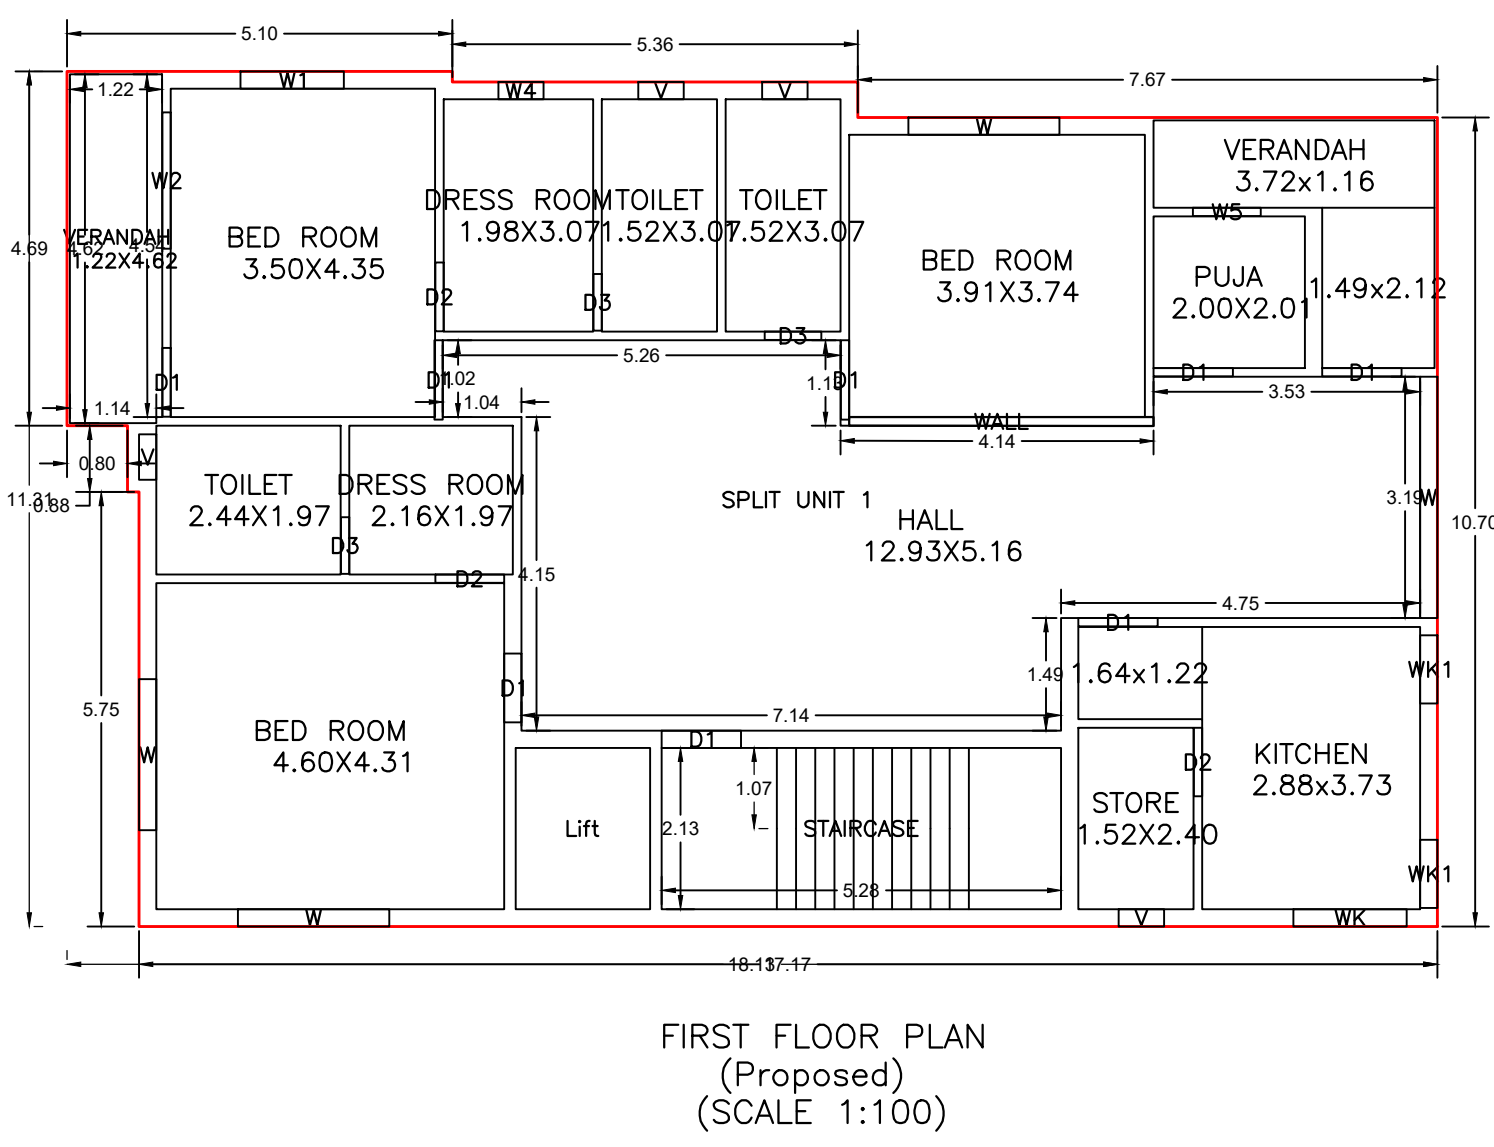 5.10
5.36
7.67
W1
1.22
W4
V
V
W
VERANDAH
3.72x1.16
W2
DRESS ROOM
1.98X3.07
TOILET
1.52X3.07
TOILET
W5
VERANDAH
1.22X4.62
4.69
4.62
BED ROOM
3.50X4.35
BED ROOM
3.91X3.74
PUJA
2.00X2.01
1.49x2.12
D2
D3
D3
5.26
D1
D1
1.02
D1
D1
D1
3.53
1.14
1.04
WALL
4.14
V
0.80
TOILET
2.44X1.97
DRESS ROOM
2.16X1.97
SPLIT UNIT 1
HALL
12.93X5.16
3.19
W
11.31
0.88
10.70
D3
D2
4.15
4.75
D1
1.49
1.64x1.22
WK1
D1
5.75
7.14
BED ROOM
4.60X4.31
W
D1
KITCHEN
2.88x3.73
D2
1.07
STORE
1.52X2.40
Lift
2.13
STAIRCASE
WK1
5.28
W
V
WK
18.13
17.17
FIRST FLOOR PLAN
(Proposed)
(SCALE 1:100)